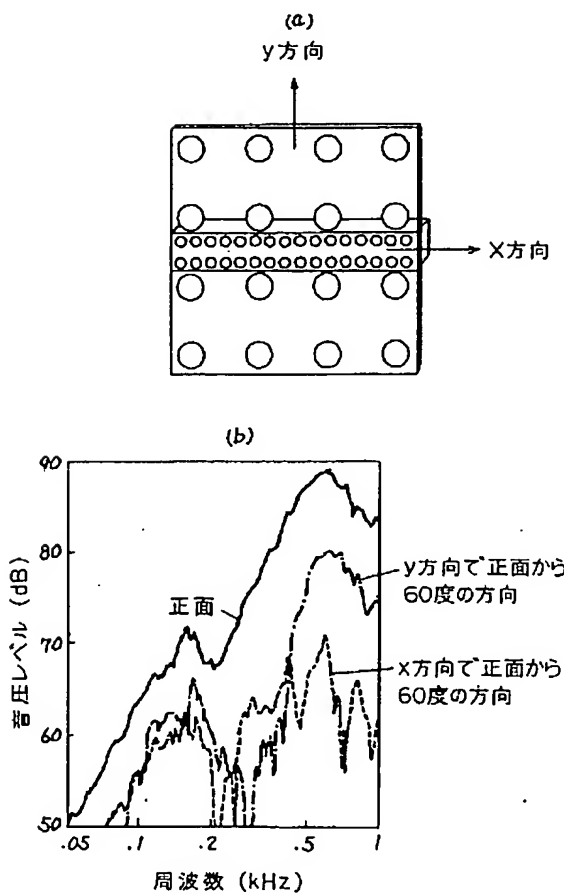 (a)
y方向
x方向
(b)
90
80
70
60
50
音圧レベル (dB)
正面
y方向で正面から
60度の方向
x方向で正面から
60度の方向
.05
.1
.2
1
周波数 (kHz)